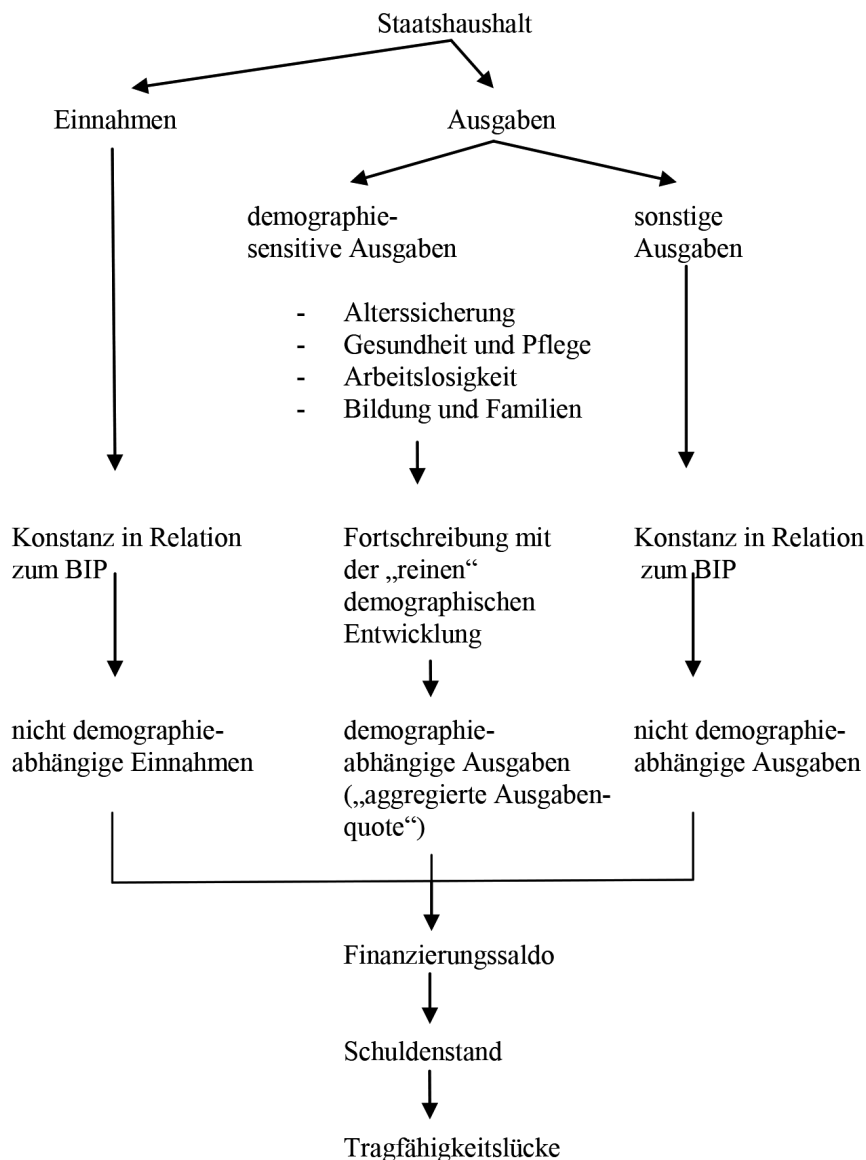 Staatshaushalt
Einnahmen
Ausgaben
demographie-
sensitive Ausgaben
sonstige
Ausgaben
- Alterssicherung
- Gesundheit und Pflege
- Arbeitslosigkeit
- Bildung und Familien
Konstanz in Relation
zum BIP
Fortschreibung mit
der „reinen“
demographischen
Entwicklung
Konstanz in Relation
zum BIP
nicht demographie-
abhängige Einnahmen
demographie-
abhängige Ausgaben
(„aggregierte Ausgaben-
quote“)
nicht demographie-
abhängige Ausgaben
Finanzierungssaldo
Schuldenstand
Tragfähigkeitslücke